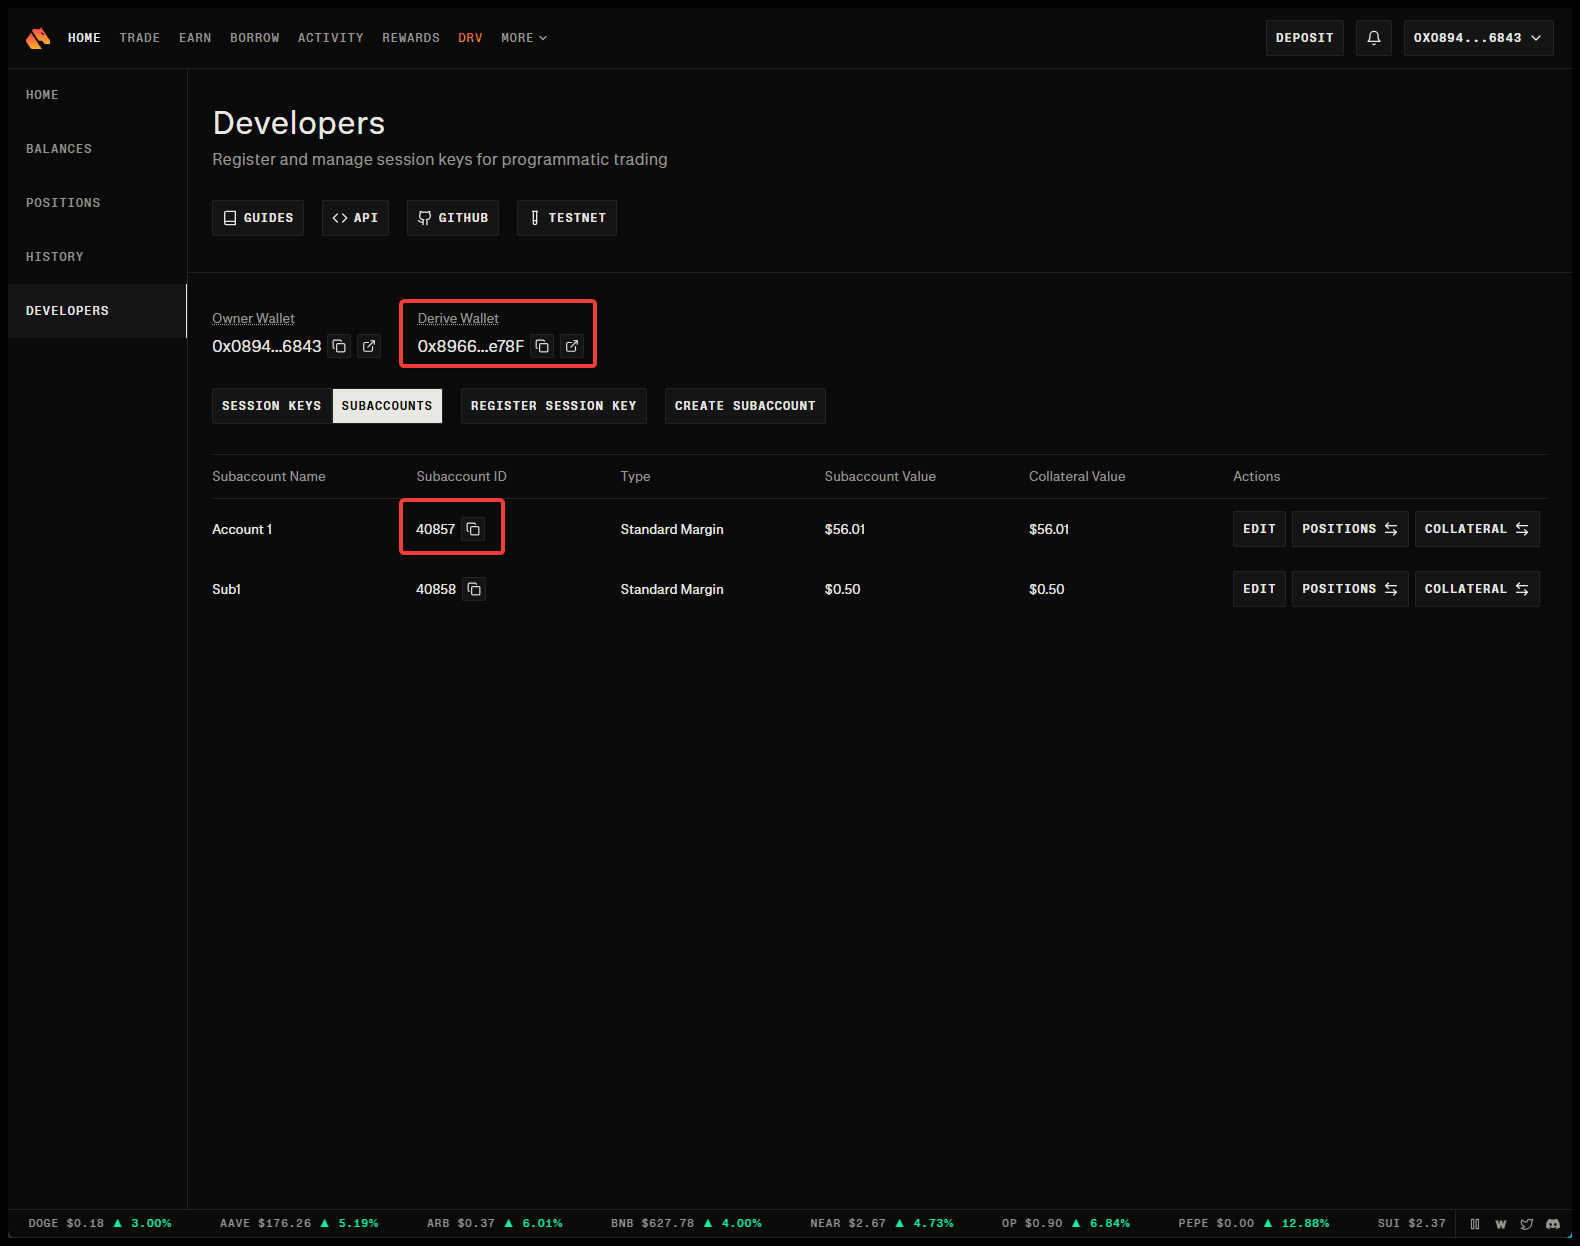 HOME TRADE EARN BORROW ACTIVITY REWARDS DRV MORE DEPOSIT 0X0894...6843
HOME
BALANCES
POSITIONS
HISTORY
DEVELOPERS
Developers
Register and manage session keys for programmatic trading
GUIDES API GITHUB TESTNET
Owner Wallet Derive Wallet
0x0894...6843 0x8966...e78F
SESSION KEYS SUBACCOUNTS REGISTER SESSION KEY CREATE SUBACCOUNT
Subaccount Name Subaccount ID Type Subaccount Value Collateral Value Actions
Account 1 40857 Standard Margin $56.01 $56.01 EDIT POSITIONS COLLATERAL
Sub1 40858 Standard Margin $0.50 $0.50 EDIT POSITIONS COLLATERAL
DOGE $0.18 ▲ 3.00% AAVE $176.26 ▲ 5.19% ARB $0.37 ▲ 6.01% BNB $627.78 ▲ 4.00% NEAR $2.67 ▲ 4.73% OP $0.90 ▲ 6.84% PEPE $0.00 ▲ 12.88% SUI $2.37